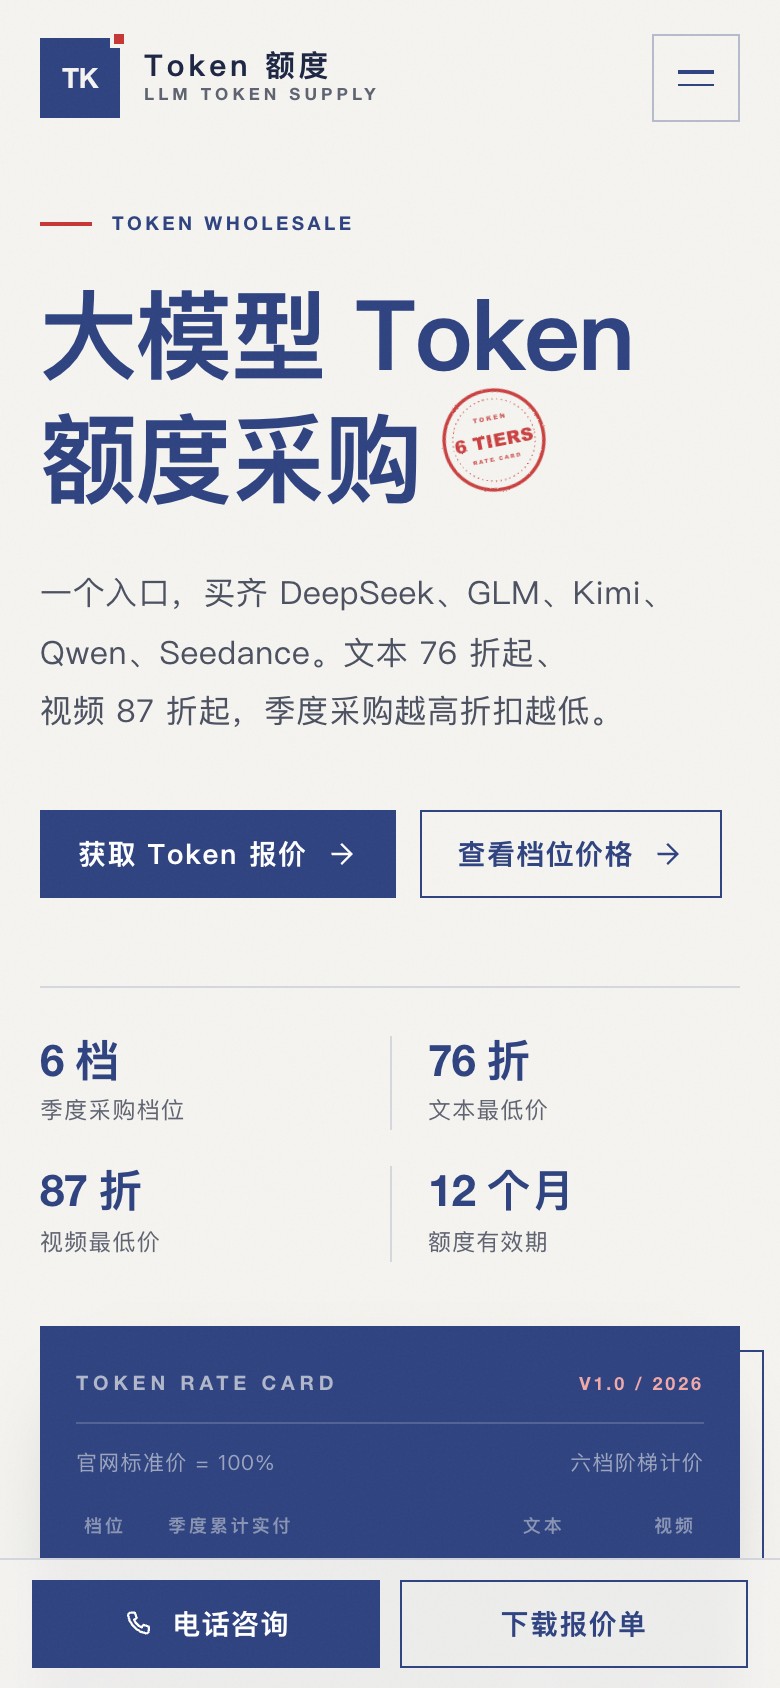 TK
Token 额度
LLM TOKEN SUPPLY
TOKEN WHOLESALE
大模型 Token
额度采购
TOKEN
6 TIERS
RATE CARD
一个入口，买齐 DeepSeek、GLM、Kimi、
Qwen、Seedance。文本 76 折起、
视频 87 折起，季度采购越高折扣越低。
获取 Token 报价 →
查看档位价格 →
6 档
季度采购档位
76 折
文本最低价
87 折
视频最低价
12 个月
额度有效期
TOKEN RATE CARD
V1.0 / 2026
官网标准价 = 100%
六档阶梯计价
档位 季度累计实付 文本 视频
电话咨询
下载报价单